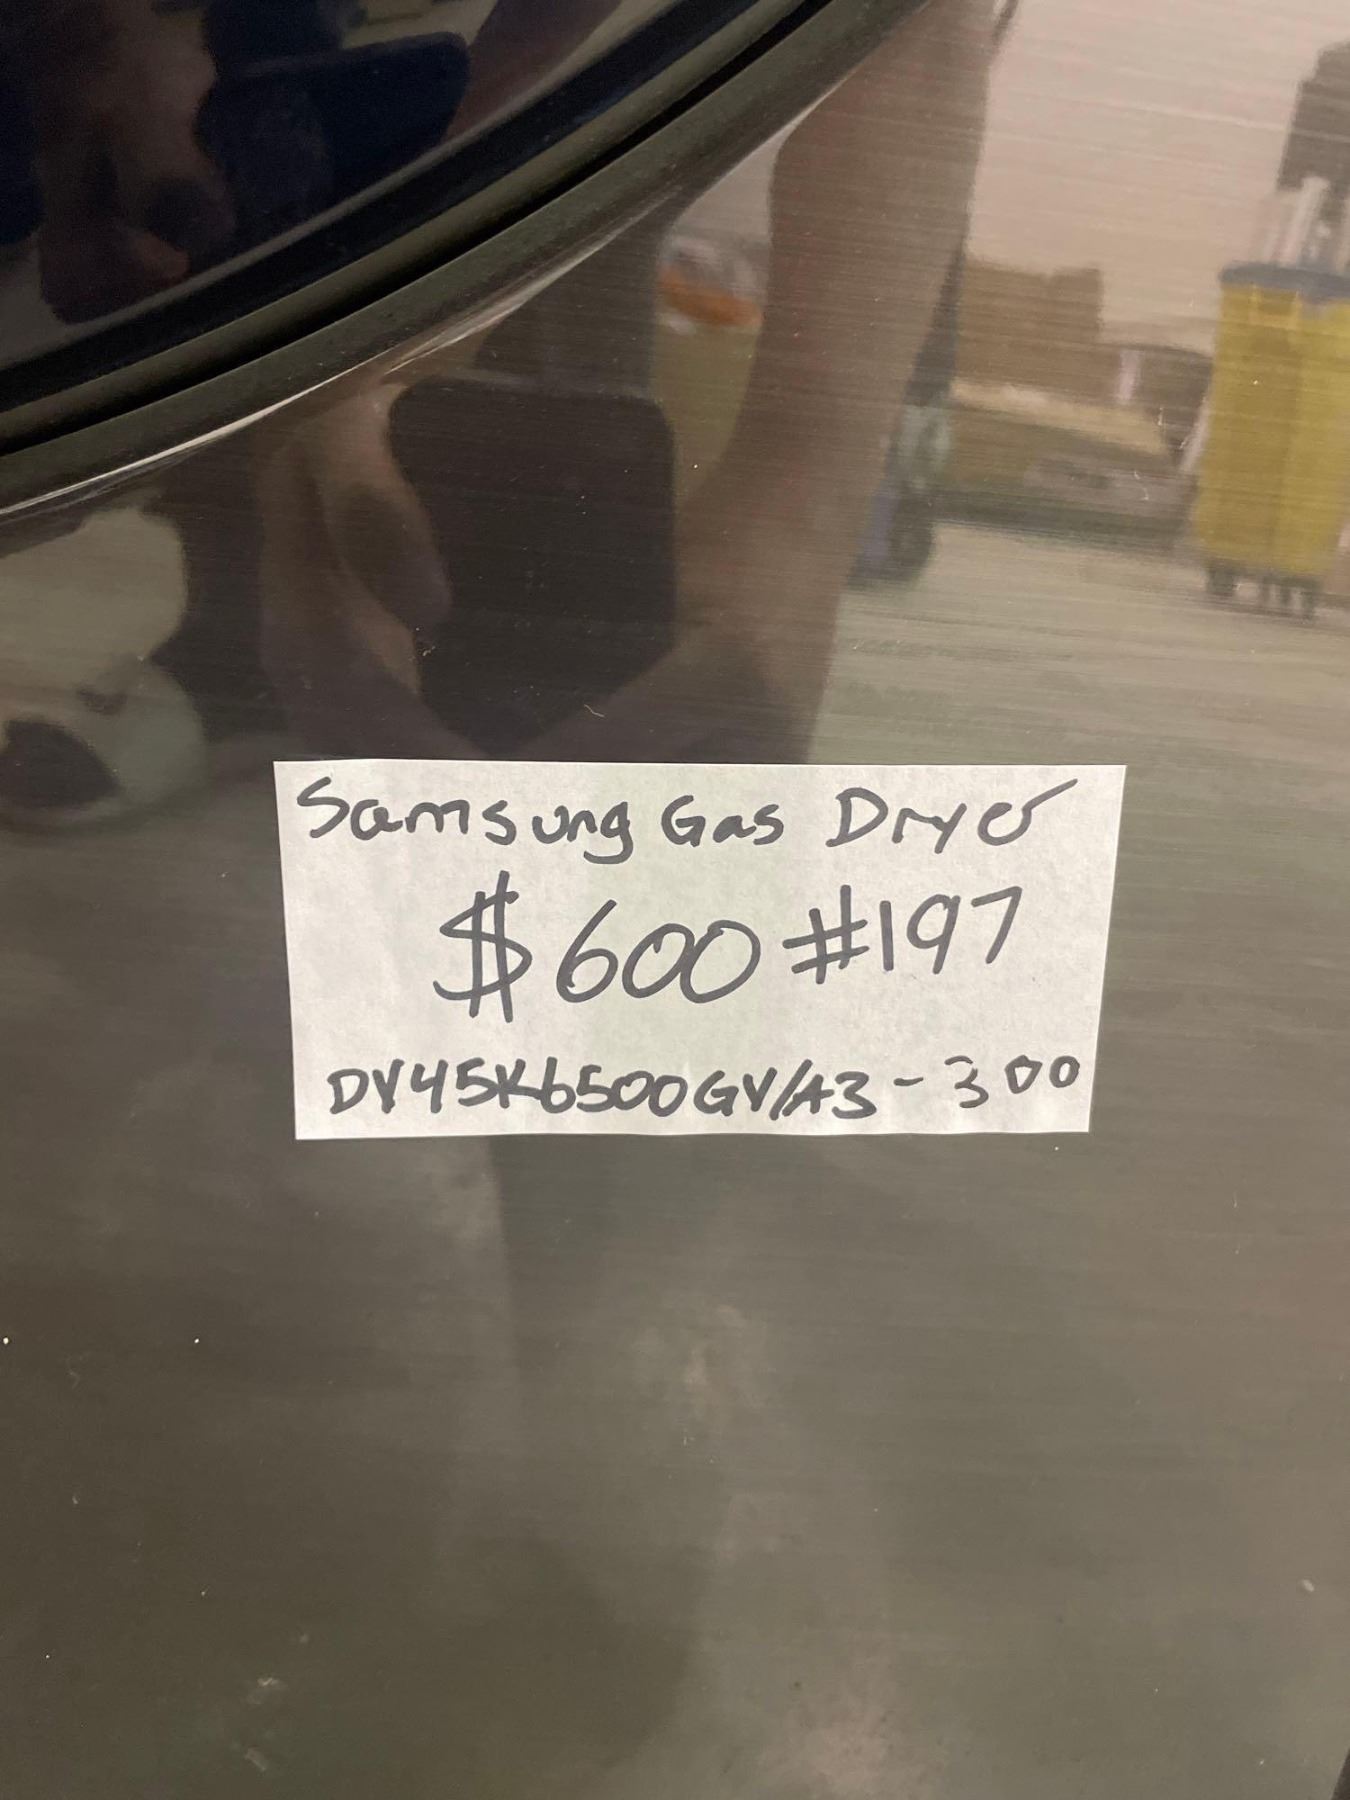 Samsung Gas Dryer
$600 #197
DV45K6500GV/A3-300